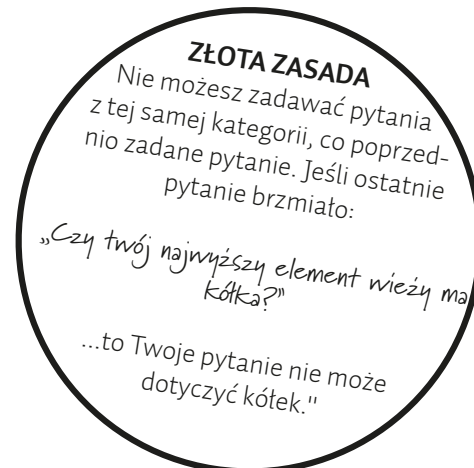 ZŁOTA ZASADA
Nie możesz zadawać pytania
z tej samej kategorii, co poprzed-
nio zadane pytanie. Jeśli ostatnie
pytanie brzmiało:
„Czy twój najwyższy element wieży ma
kółka?"
...to Twoje pytanie nie może
dotyczyć kółek."